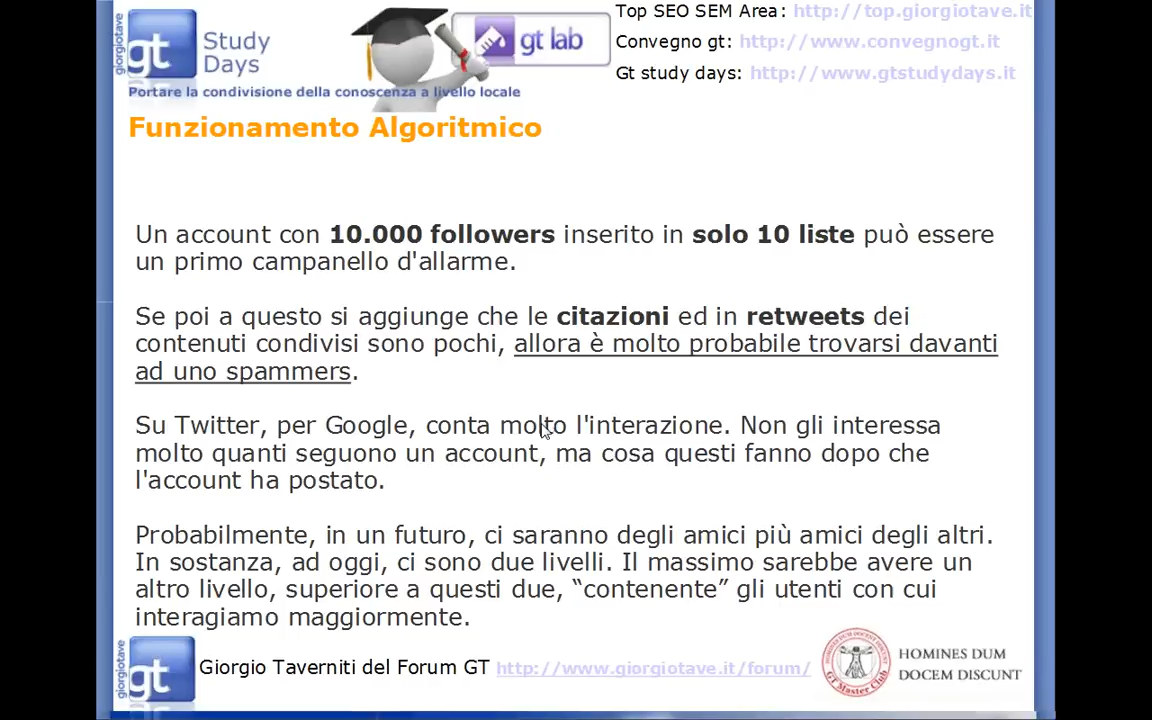 giorgiotave
gt
Study
Days
gt lab
Portare la condivisione della conoscenza a livello locale
Top SEO SEM Area: http://top.giorgiotave.it
Convegno gt: http://www.convegnogt.it
Gt study days: http://www.gtstudydays.it
Funzionamento Algoritmico
Un account con 10.000 followers inserito in solo 10 liste può essere
un primo campanello d'allarme.
Se poi a questo si aggiunge che le citazioni ed in retweets dei
contenuti condivisi sono pochi, allora è molto probabile trovarsi davanti
ad uno spammers.
Su Twitter, per Google, conta molto l'interazione. Non gli interessa
molto quanti seguono un account, ma cosa questi fanno dopo che
l'account ha postato.
Probabilmente, in un futuro, ci saranno degli amici più amici degli altri.
In sostanza, ad oggi, ci sono due livelli. Il massimo sarebbe avere un
altro livello, superiore a questi due, “contenente” gli utenti con cui
interagiamo maggiormente.
giorgiotave
gt
Giorgio Taverniti del Forum GT http://www.giorgiotave.it/forum/
HOMINES DUM
DOCEM DISCUNT